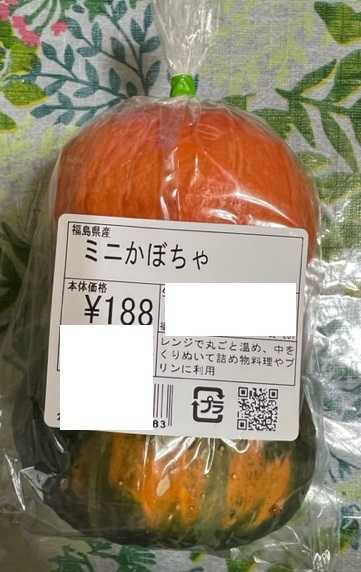 福島県産
ミニかぼちゃ
本体価格
¥188
レンジで丸ごと温め、中を
くりぬいて詰め物料理やプ
リンに利用
プラ
83